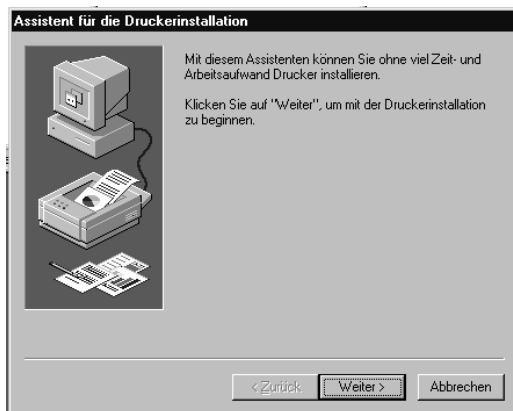 Assistent für die Druckerinstallation
Mit diesem Assistenten können Sie ohne viel Zeit- und
Arbeitsaufwand Drucker installieren.
Klicken Sie auf "Weiter", um mit der Druckerinstallation
zu beginnen.
< Zurück Weiter > Abbrechen